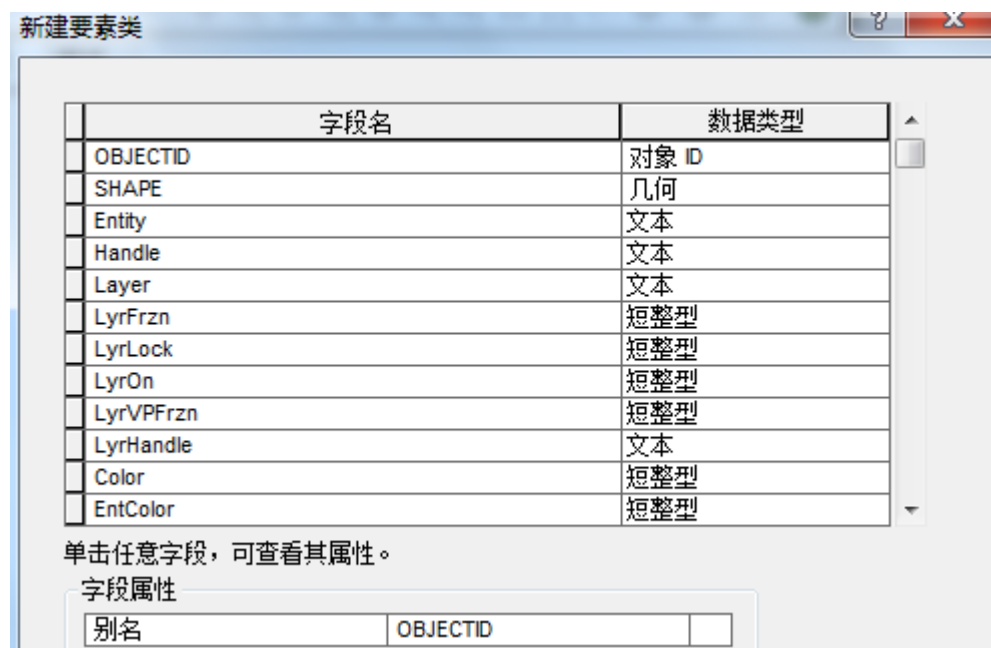 新建要素类
?
字段名 数据类型
OBJECTID 对象 ID
SHAPE 几何
Entity 文本
Handle 文本
Layer 文本
LyrFrzn 短整型
LyrLock 短整型
LyrOn 短整型
LyrVPFrzn 短整型
LyrHandle 文本
Color 短整型
EntColor 短整型
单击任意字段，可查看其属性。
字段属性
别名 OBJECTID